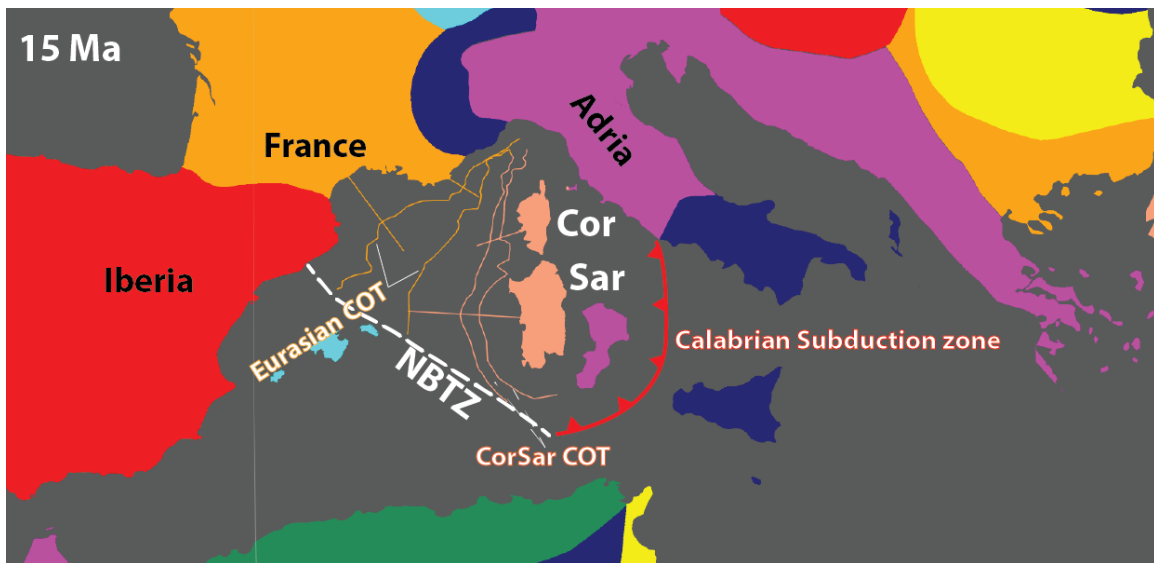 15 Ma
France
Adria
Cor
Iberia
Sar
Eurasian COT
Calabrian Subduction zone
NBTZ
CorSar COT